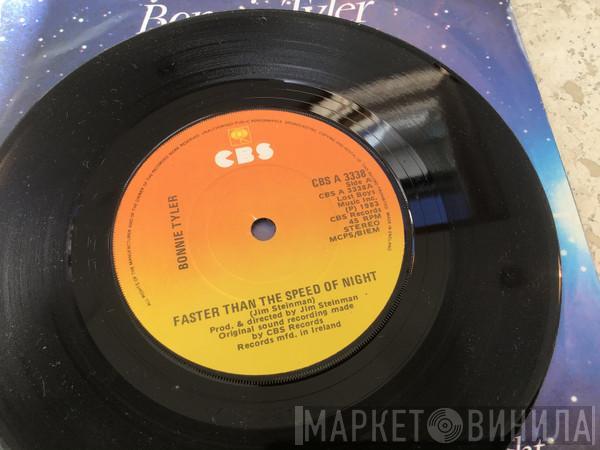 Bonnie Tyler
CBS
CBS A 3338
Side A
CBS A 3338A
Lost Boys
Music Inc.
(P) 1983
CBS Records
45 RPM
STEREO
MCPS/BIEM
BONNIE TYLER
FASTER THAN THE SPEED OF NIGHT
(Jim Steinman)
Prod. & directed by Jim Steinman
Original sound recording made
by CBS Records
Records mfd. in Ireland
МАРКЕТ ВИНИЛА